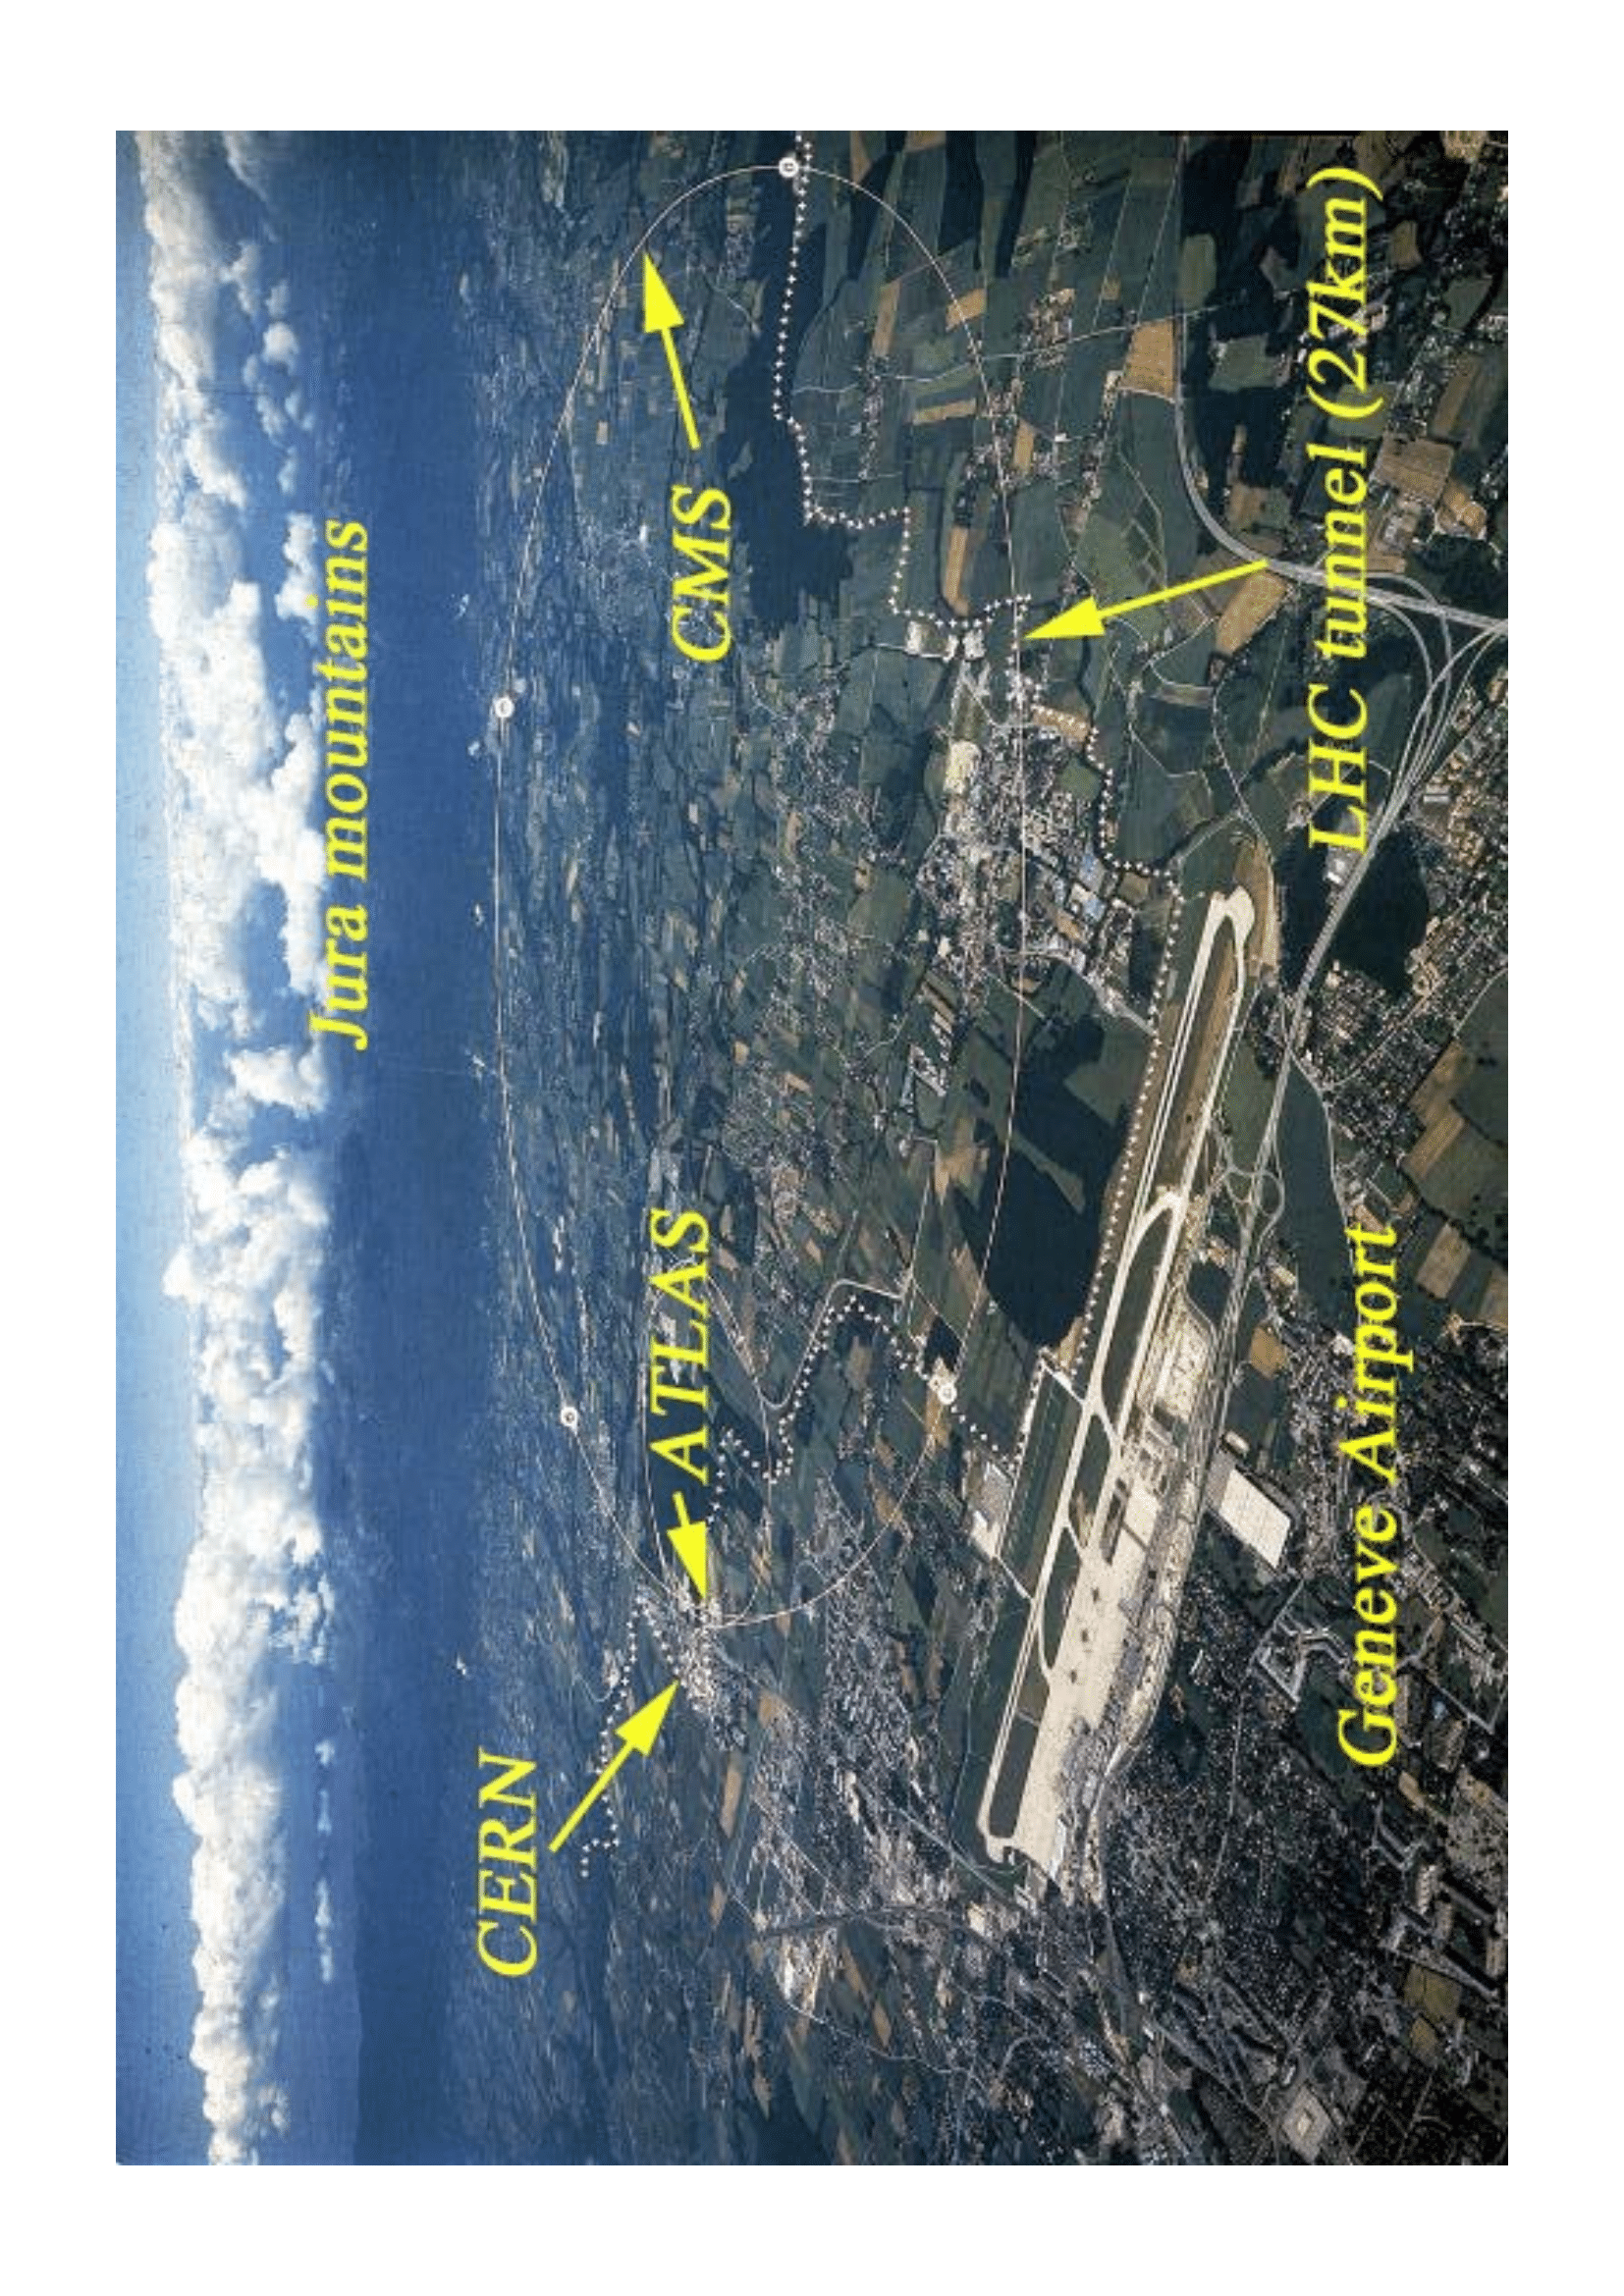 Jura mountains
CERN
ATLAS
CMS
LHC tunnel (27km)
Geneve Airport